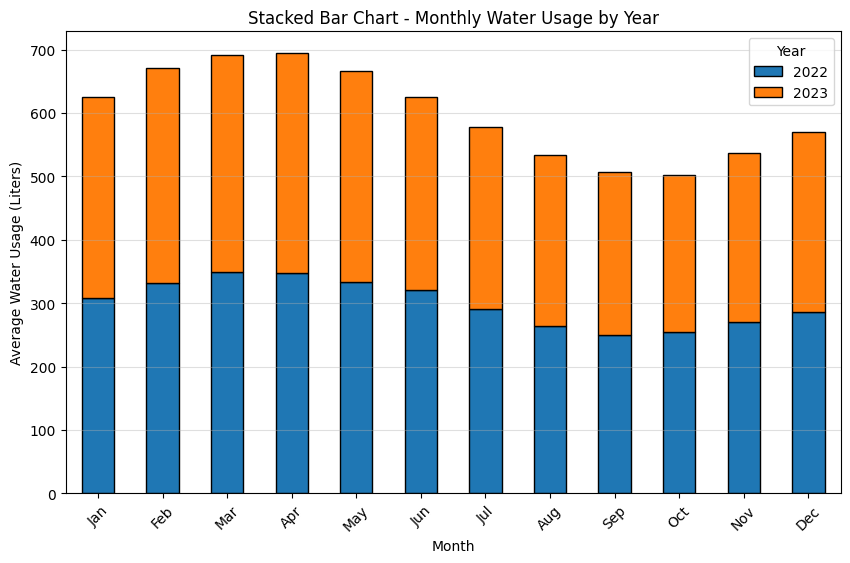 Stacked Bar Chart - Monthly Water Usage by Year
Year
2022
2023
Average Water Usage (Liters)
700
600
500
400
300
200
100
0
Jan Feb Mar Apr May Jun Jul Aug Sep Oct Nov Dec
Month